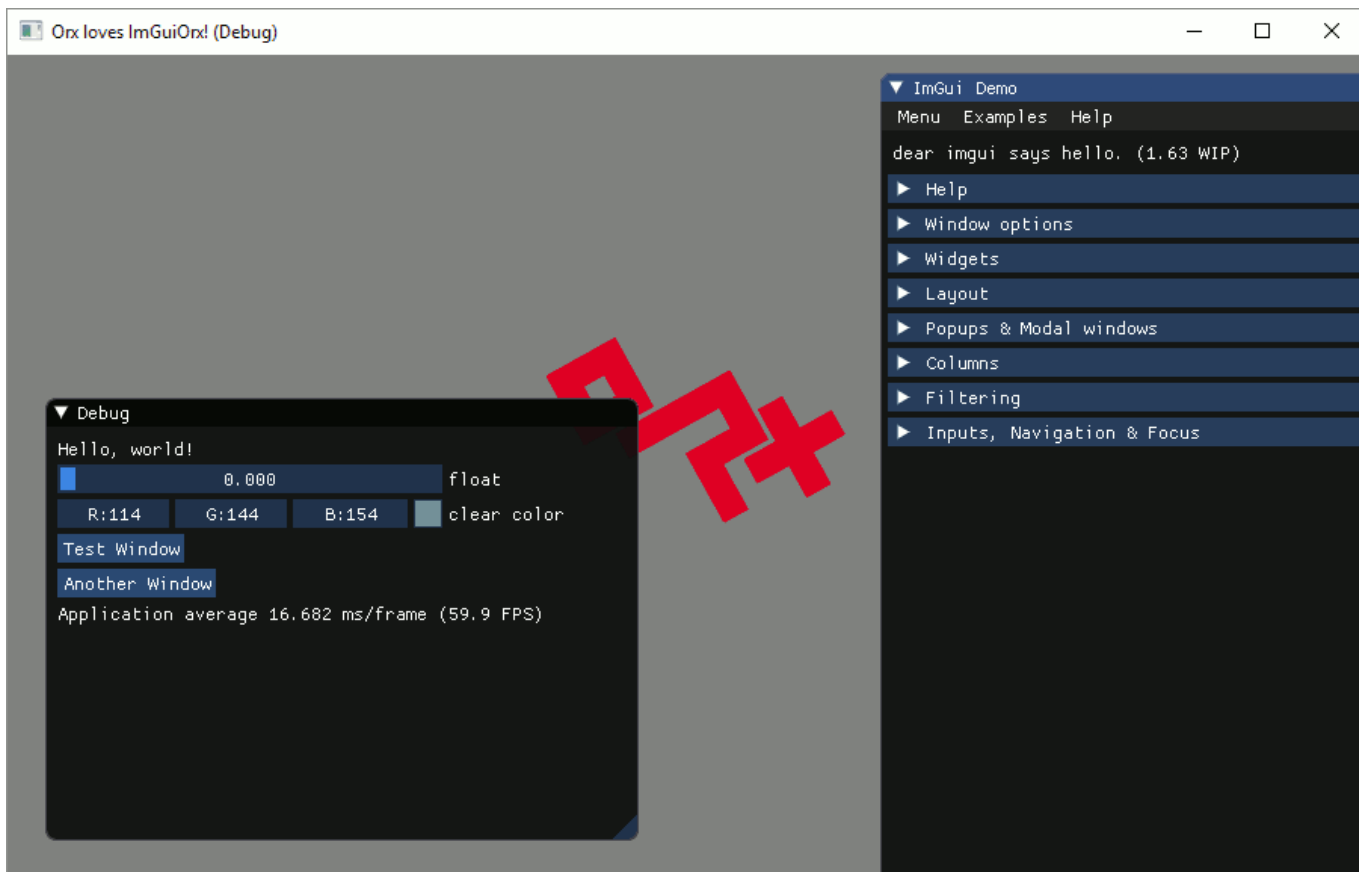 Orx loves ImGuiOrx! (Debug)
ImGui Demo
Menu Examples Help
dear imgui says hello. (1.63 WIP)
Help
Window options
Widgets
Layout
Popups & Modal windows
Columns
Filtering
Inputs, Navigation & Focus
orx
Debug
Hello, world!
0.000 float
R:114 G:144 B:154 clear color
Test Window
Another Window
Application average 16.682 ms/frame (59.9 FPS)